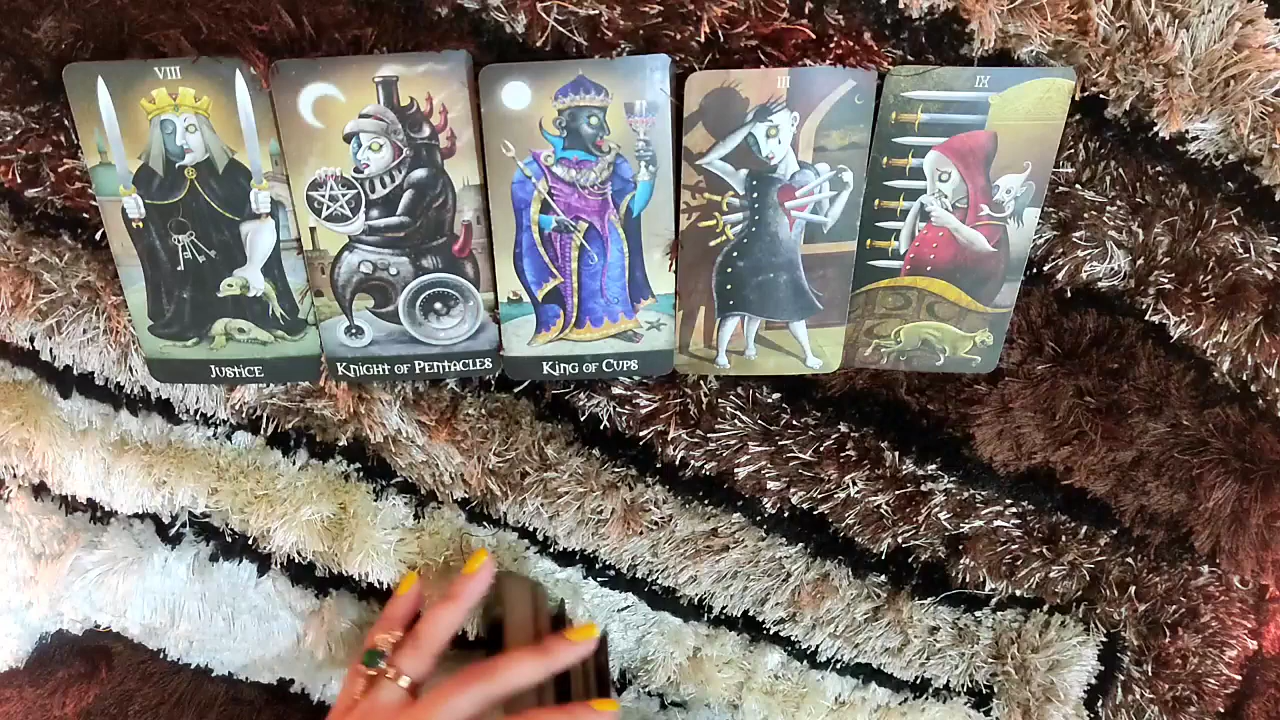 VIII
JUSTICE
KNIGHT OF PENTACLES
KING OF CUPS
III
IX